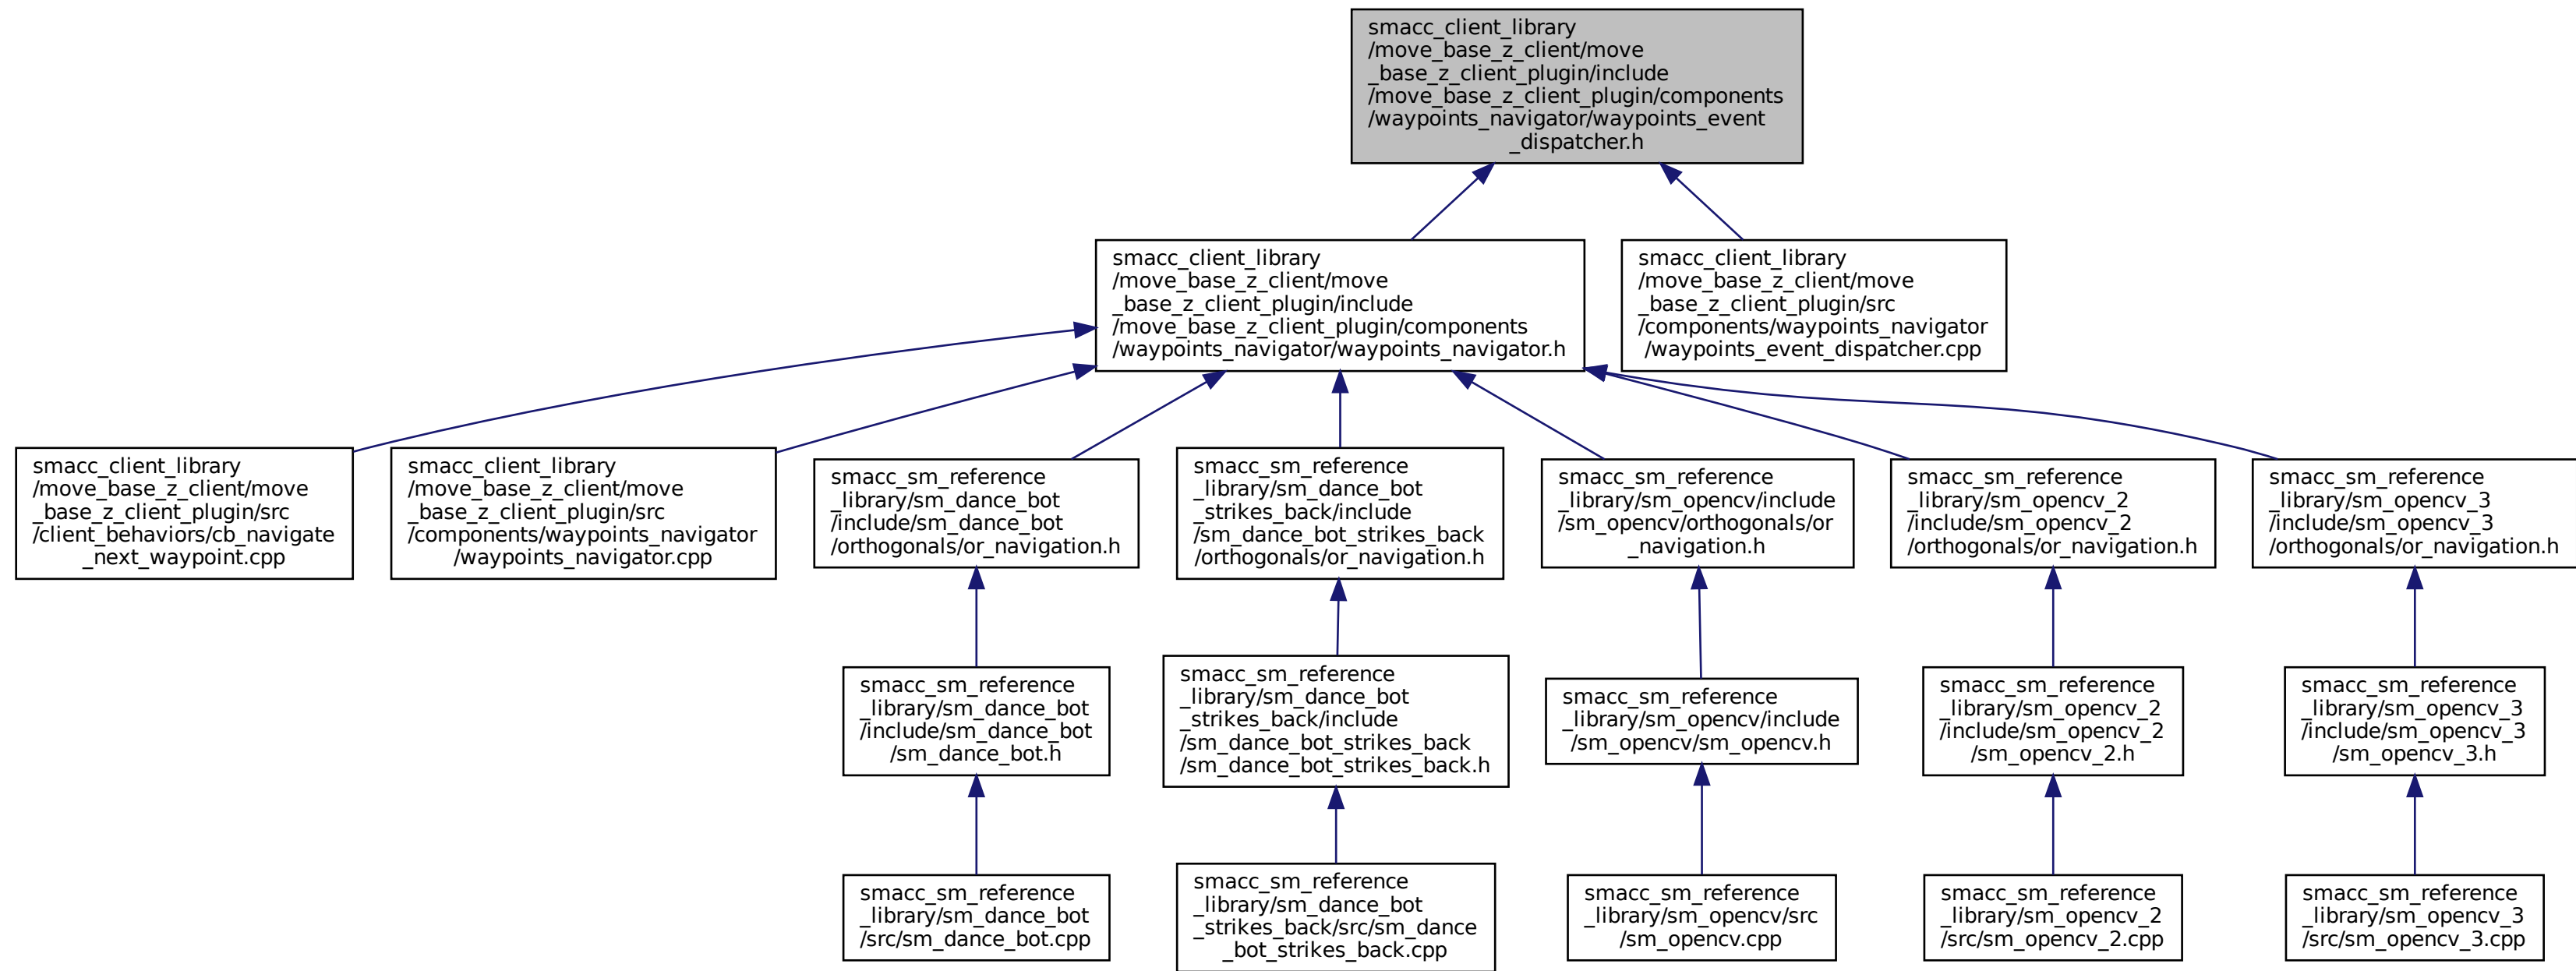 smacc_client_library
/move_base_z_client/move
_base_z_client_plugin/include
/move_base_z_client_plugin/components
/waypoints_navigator/waypoints_event
_dispatcher.h
smacc_client_library
/move_base_z_client/move
_base_z_client_plugin/include
/move_base_z_client_plugin/components
/waypoints_navigator/waypoints_navigator.h
smacc_client_library
/move_base_z_client/move
_base_z_client_plugin/src
/components/waypoints_navigator
/waypoints_event_dispatcher.cpp
smacc_client_library
/move_base_z_client/move
_base_z_client_plugin/src
/client_behaviors/cb_navigate
_next_waypoint.cpp
smacc_client_library
/move_base_z_client/move
_base_z_client_plugin/src
/components/waypoints_navigator
/waypoints_navigator.cpp
smacc_sm_reference
_library/sm_dance_bot
/include/sm_dance_bot
/orthogonals/or_navigation.h
smacc_sm_reference
_library/sm_dance_bot
_strikes_back/include
/sm_dance_bot_strikes_back
/orthogonals/or_navigation.h
smacc_sm_reference
_library/sm_opencv/include
/sm_opencv/orthogonals/or
_navigation.h
smacc_sm_reference
_library/sm_opencv_2
/include/sm_opencv_2
/orthogonals/or_navigation.h
smacc_sm_reference
_library/sm_opencv_3
/include/sm_opencv_3
/orthogonals/or_navigation.h
smacc_sm_reference
_library/sm_dance_bot
/include/sm_dance_bot
/sm_dance_bot.h
smacc_sm_reference
_library/sm_dance_bot
_strikes_back/include
/sm_dance_bot_strikes_back
/sm_dance_bot_strikes_back.h
smacc_sm_reference
_library/sm_opencv/include
/sm_opencv/sm_opencv.h
smacc_sm_reference
_library/sm_opencv_2
/include/sm_opencv_2
/sm_opencv_2.h
smacc_sm_reference
_library/sm_opencv_3
/include/sm_opencv_3
/sm_opencv_3.h
smacc_sm_reference
_library/sm_dance_bot
/src/sm_dance_bot.cpp
smacc_sm_reference
_library/sm_dance_bot
_strikes_back/src/sm_dance
_bot_strikes_back.cpp
smacc_sm_reference
_library/sm_opencv/src
/sm_opencv.cpp
smacc_sm_reference
_library/sm_opencv_2
/src/sm_opencv_2.cpp
smacc_sm_reference
_library/sm_opencv_3
/src/sm_opencv_3.cpp